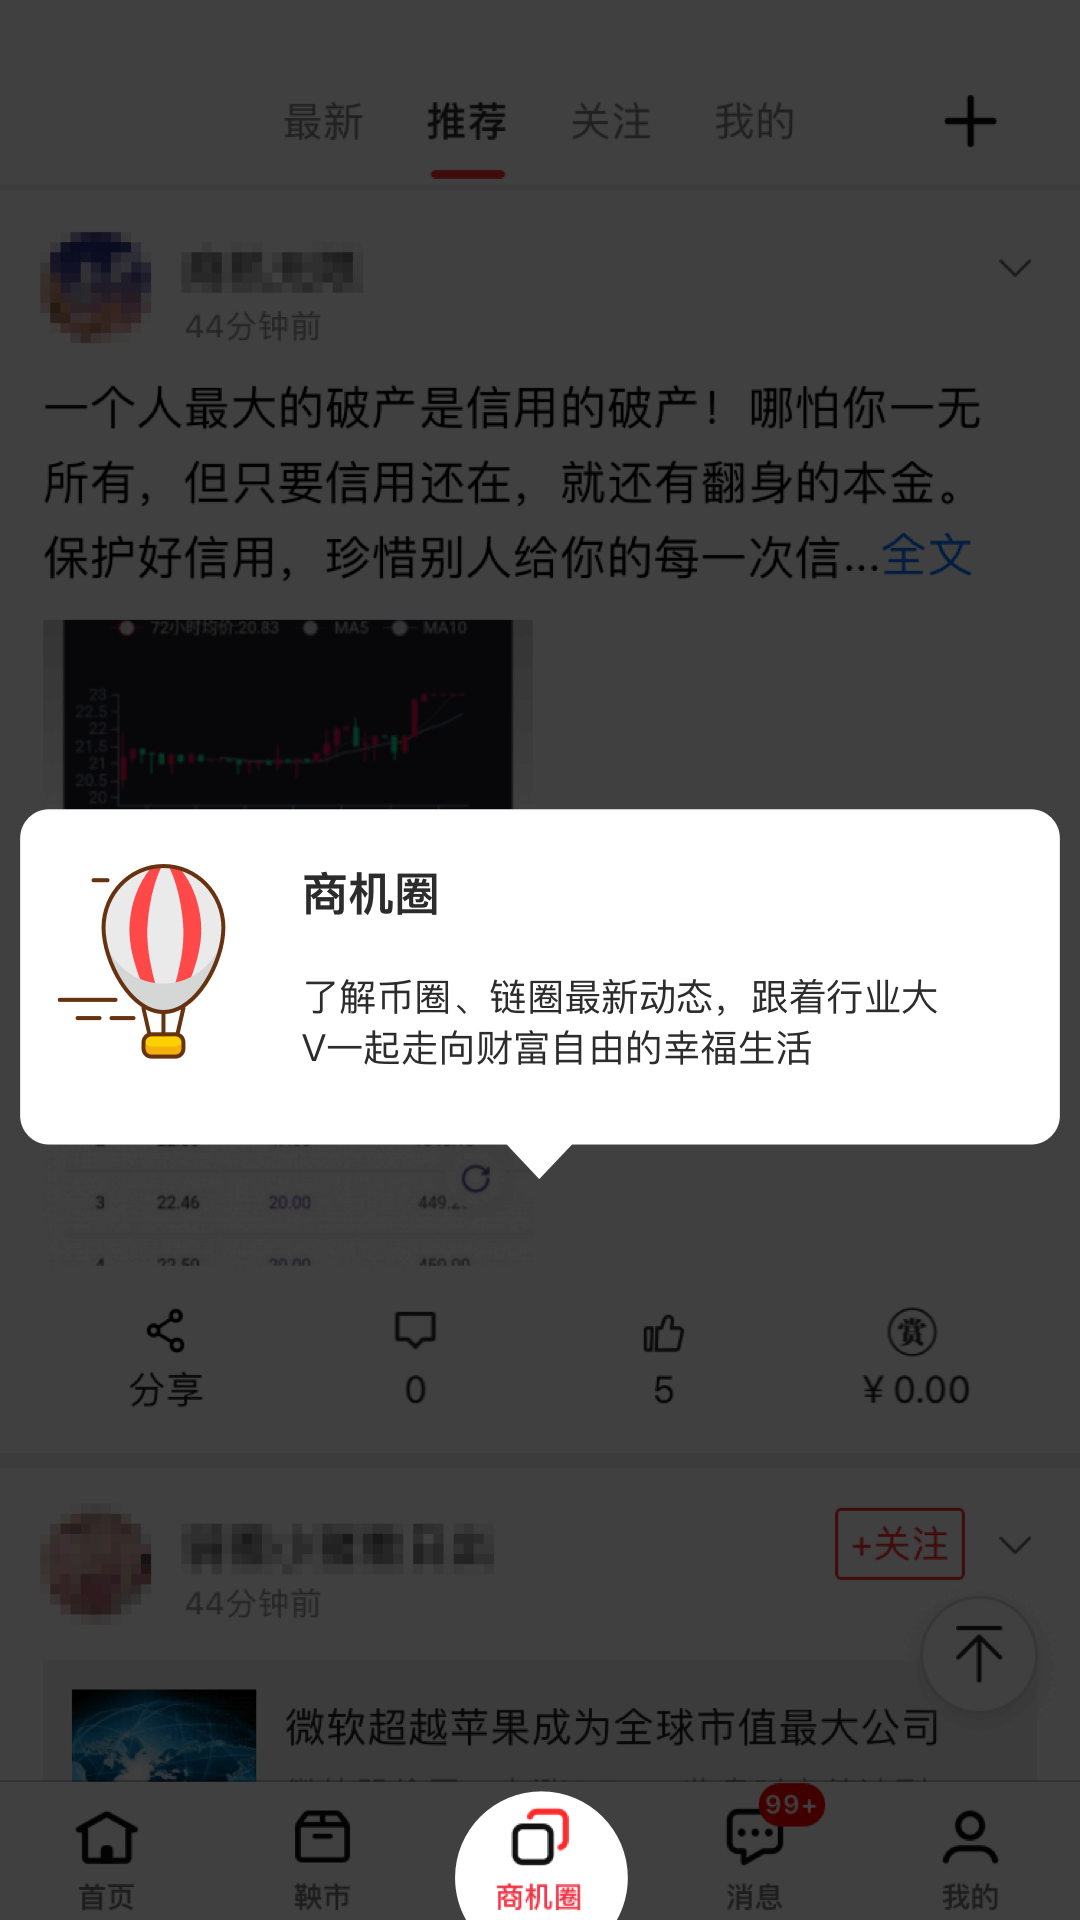 最新 推荐 关注 我的
44分钟前
一个人最大的破产是信用的破产！哪怕你一无
所有，但只要信用还在，就还有翻身的本金。
保护好信用，珍惜别人给你的每一次信...全文
72小时均价:20.83 MA5 MA10
23
22.5
22
21.5
21
20.5
20
商机圈
了解币圈、链圈最新动态，跟着行业大
V一起走向财富自由的幸福生活
3 22.46 20.00
4 22.50 20.00 450.00
赏
分享 0 5 ¥ 0.00
+关注
44分钟前
微软超越苹果成为全球市值最大公司
99+
首页 鞅市 商机圈 消息 我的